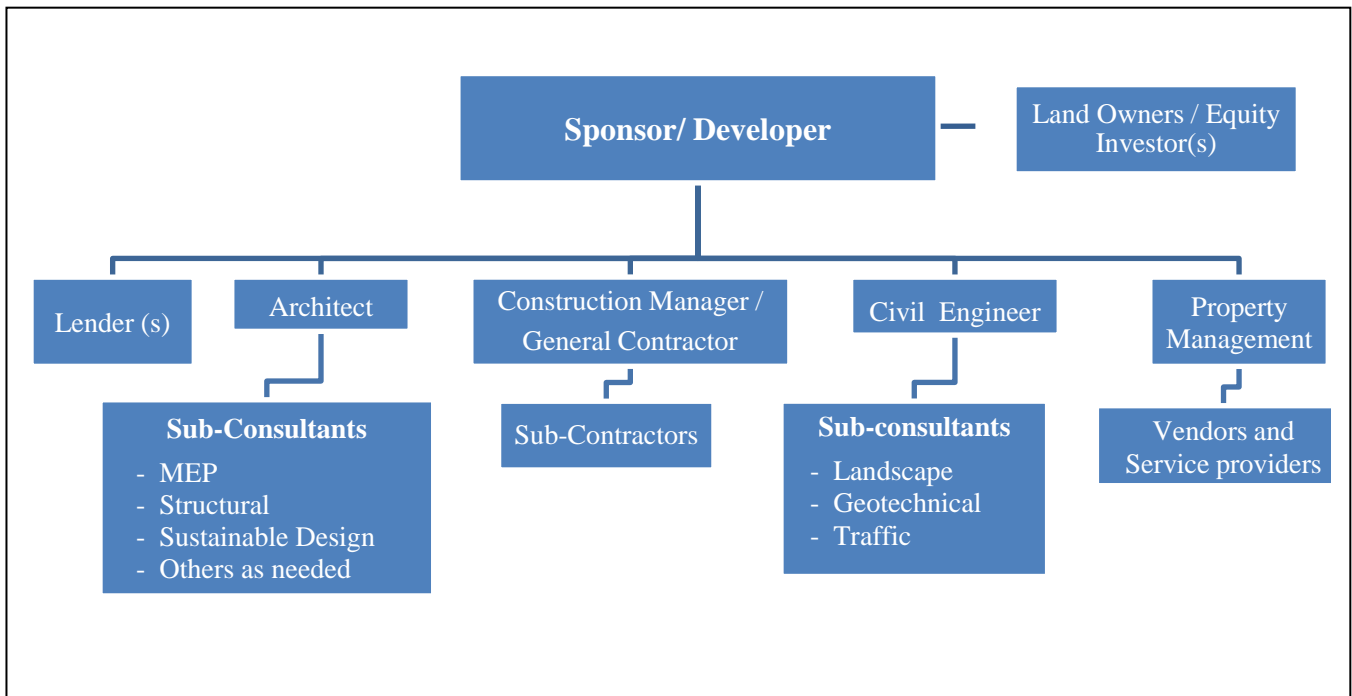 Sponsor/ Developer
Land Owners / Equity
Investor(s)
Lender (s)
Architect
Construction Manager /
General Contractor
Civil Engineer
Property
Management
Sub-Consultants
- MEP
- Structural
- Sustainable Design
- Others as needed
Sub-Contractors
Sub-consultants
- Landscape
- Geotechnical
- Traffic
Vendors and
Service providers